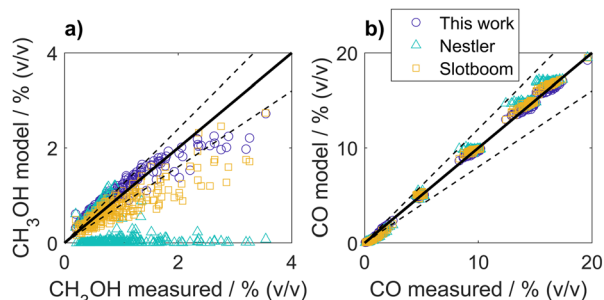 a)
b)
This work
Nestler
Slotboom
CH₃OH model / % (v/v)
4
2
0
0
2
4
CH₃OH measured / % (v/v)
CO model / % (v/v)
20
10
0
0
10
20
CO measured / % (v/v)